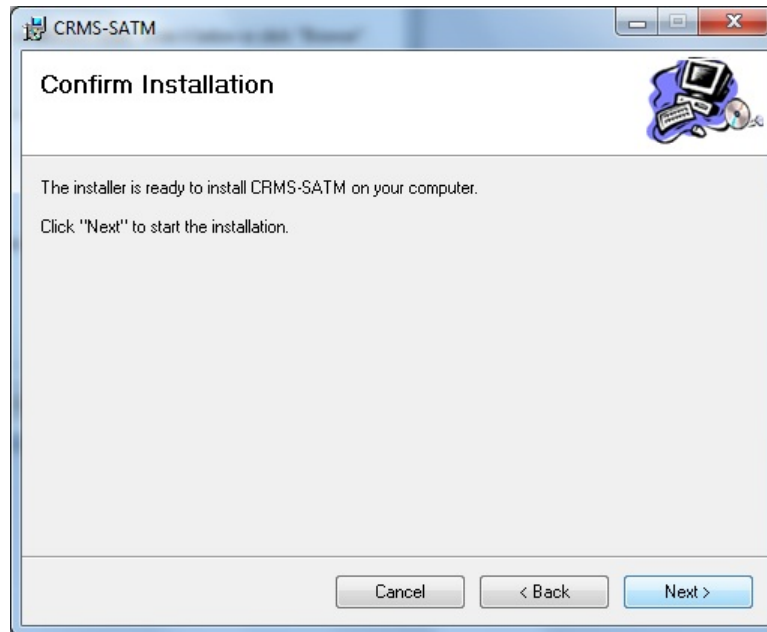 CRMS-SATM
Confirm Installation
The installer is ready to install CRMS-SATM on your computer.
Click "Next" to start the installation.
Cancel
< Back
Next >